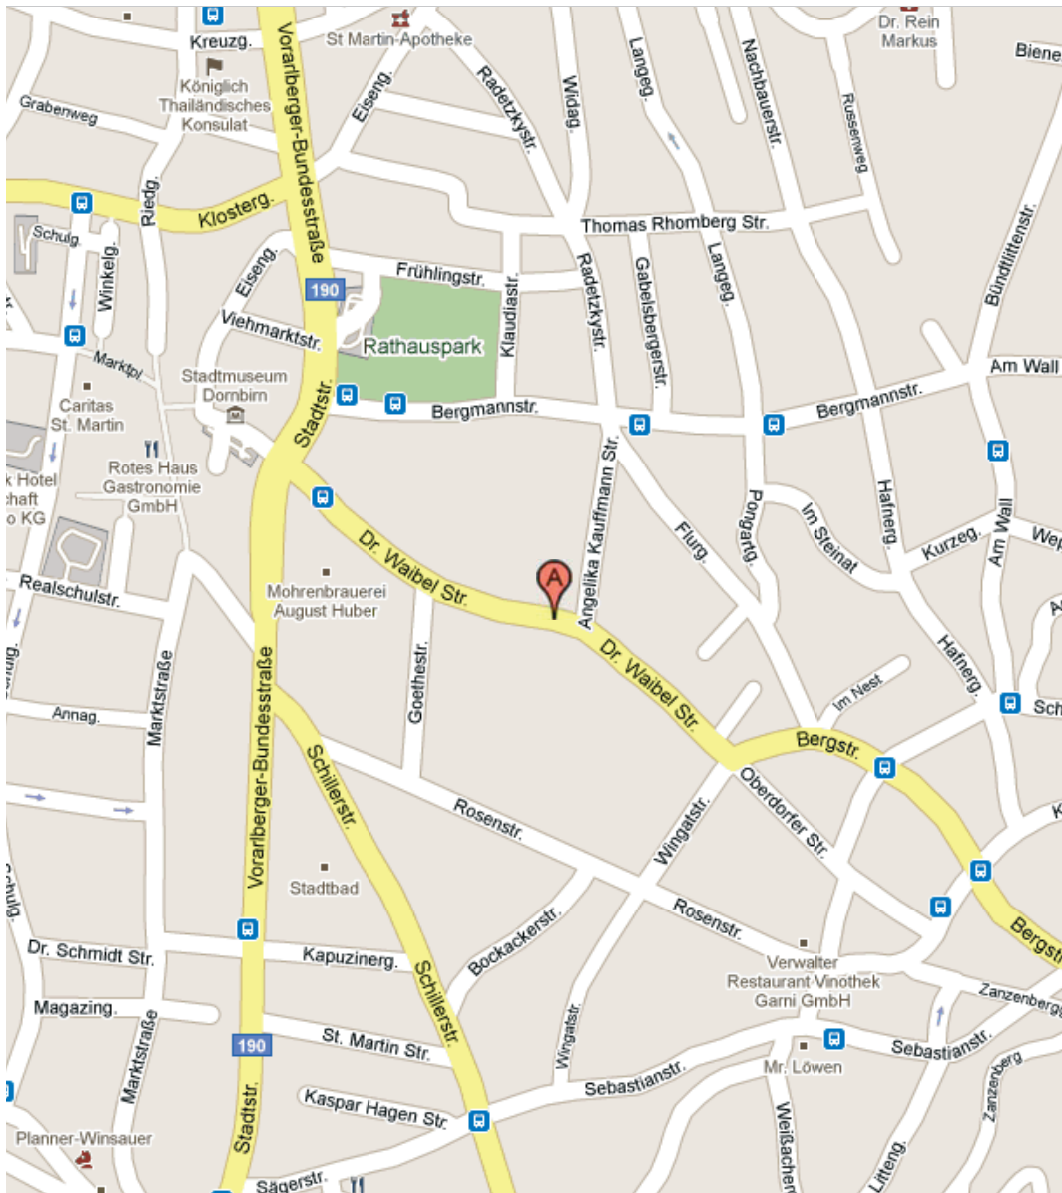 Kreuzg.
St Martin-Apotheke
Dr. Rein
Markus
Königlich
Thailändisches
Konsulat
Grabenweg
Vorarlberger-Bundesstraße
Eiseng.
Radetzkystr.
Widag.
Langeg.
Nachbauerstr.
Russenweg
Riedg.
Klosterg.
Schulg.
Winkelg.
Eiseng.
190
Frühlingstr.
Klaudiastr.
Thomas Rhomberg Str.
Radetzkystr.
Gabelsbergerstr.
Langeg.
Bündtlittenstr.
Viehmarktstr.
Rathauspark
Marktpl.
Stadtmuseum
Dornbirn
Stadtstr.
Bergmannstr.
Bergmannstr.
Am Wall
Caritas
St. Martin
Rotes Haus
Gastronomie
GmbH
Hotel
KG
Angelika Kauffmann Str.
Flurg.
Pongartg.
Im Steinat
Hafnerg.
Kurzeg.
Am Wall
Dr. Waibel Str.
A
Mohrenbrauerei
August Huber
Realschulstr.
Goethestr.
Marktstraße
Annag.
Vorarlberger-Bundesstraße
Dr. Waibel Str.
Im Nest
Hafnerg.
Bergstr.
Schillerstr.
Rosenstr.
Wingatstr.
Oberdorfer Str.
Stadtbad
Bockackerstr.
Rosenstr.
Bergstr
Dr. Schmidt Str.
Kapuzinerg.
Schillerstr.
Verwalter
Restaurant Vinothek
Garni GmbH
Zanzenbergg
Magazing.
Marktstraße
190
St. Martin Str.
Wingatstr.
Sebastianstr.
Sebastianstr.
Mr. Löwen
Kaspar Hagen Str.
Stadtstr.
Planner-Winsauer
Sägerstr.
Weißachen
Litteng.
Zanzenberg